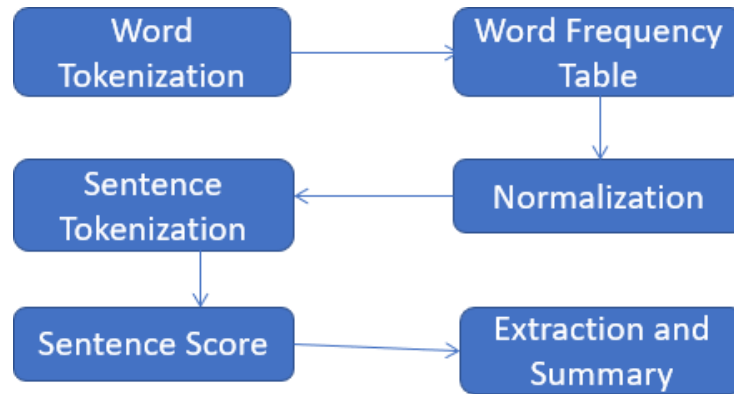 Word
Tokenization
Word Frequency
Table
Normalization
Sentence
Tokenization
Sentence Score
Extraction and
Summary